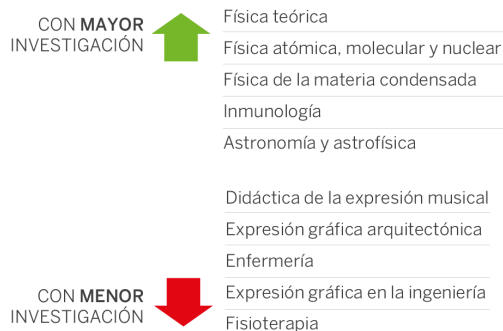 CON MAYOR
INVESTIGACIÓN
Física teórica
Física atómica, molecular y nuclear
Física de la materia condensada
Inmunología
Astronomía y astrofísica
Didáctica de la expresión musical
Expresión gráfica arquitectónica
Enfermería
Expresión gráfica en la ingeniería
Fisioterapia
CON MENOR
INVESTIGACIÓN